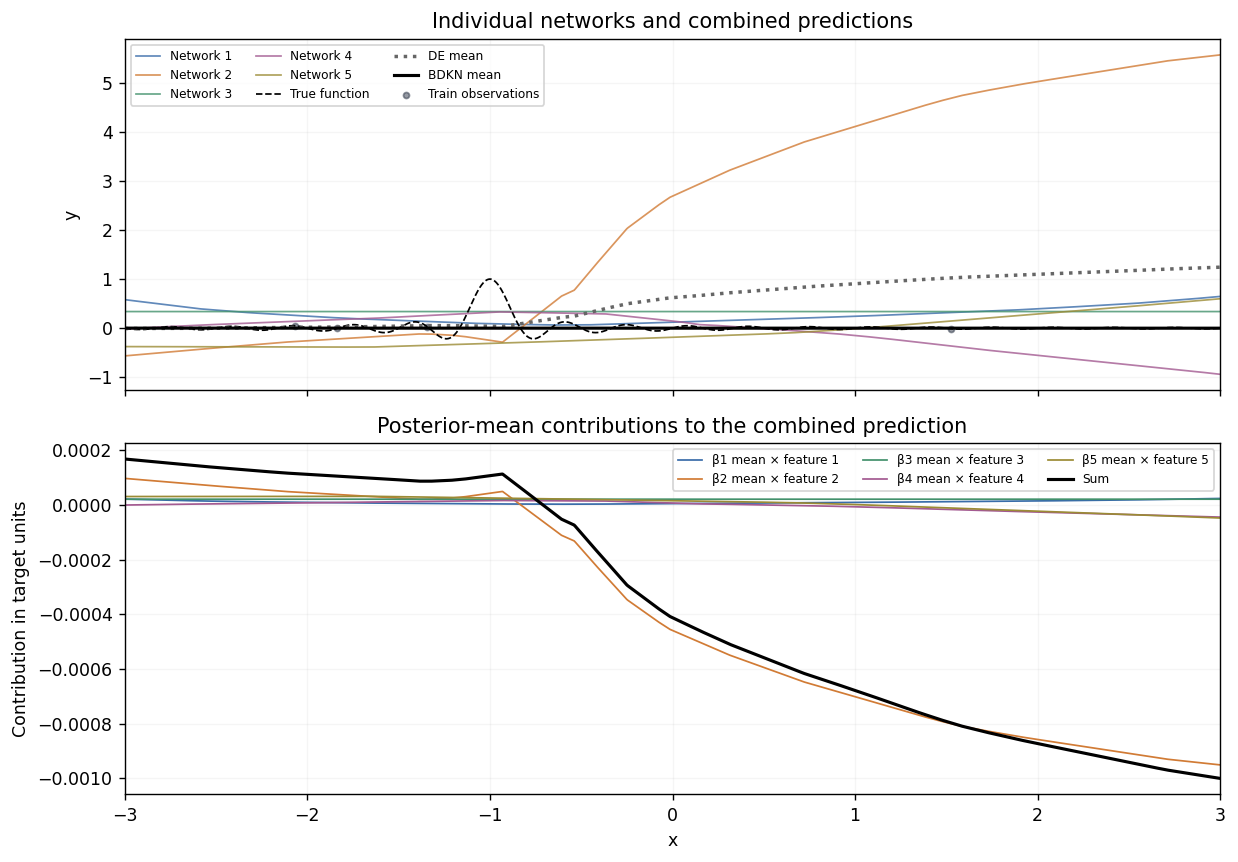 Individual networks and combined predictions
Network 1
Network 2
Network 3
Network 4
Network 5
True function
DE mean
BDKN mean
Train observations
y
5
4
3
2
1
0
−1
Posterior-mean contributions to the combined prediction
β1 mean × feature 1
β2 mean × feature 2
β3 mean × feature 3
β4 mean × feature 4
β5 mean × feature 5
Sum
Contribution in target units
0.0002
0.0000
−0.0002
−0.0004
−0.0006
−0.0008
−0.0010
−3
−2
−1
0
1
2
3
x